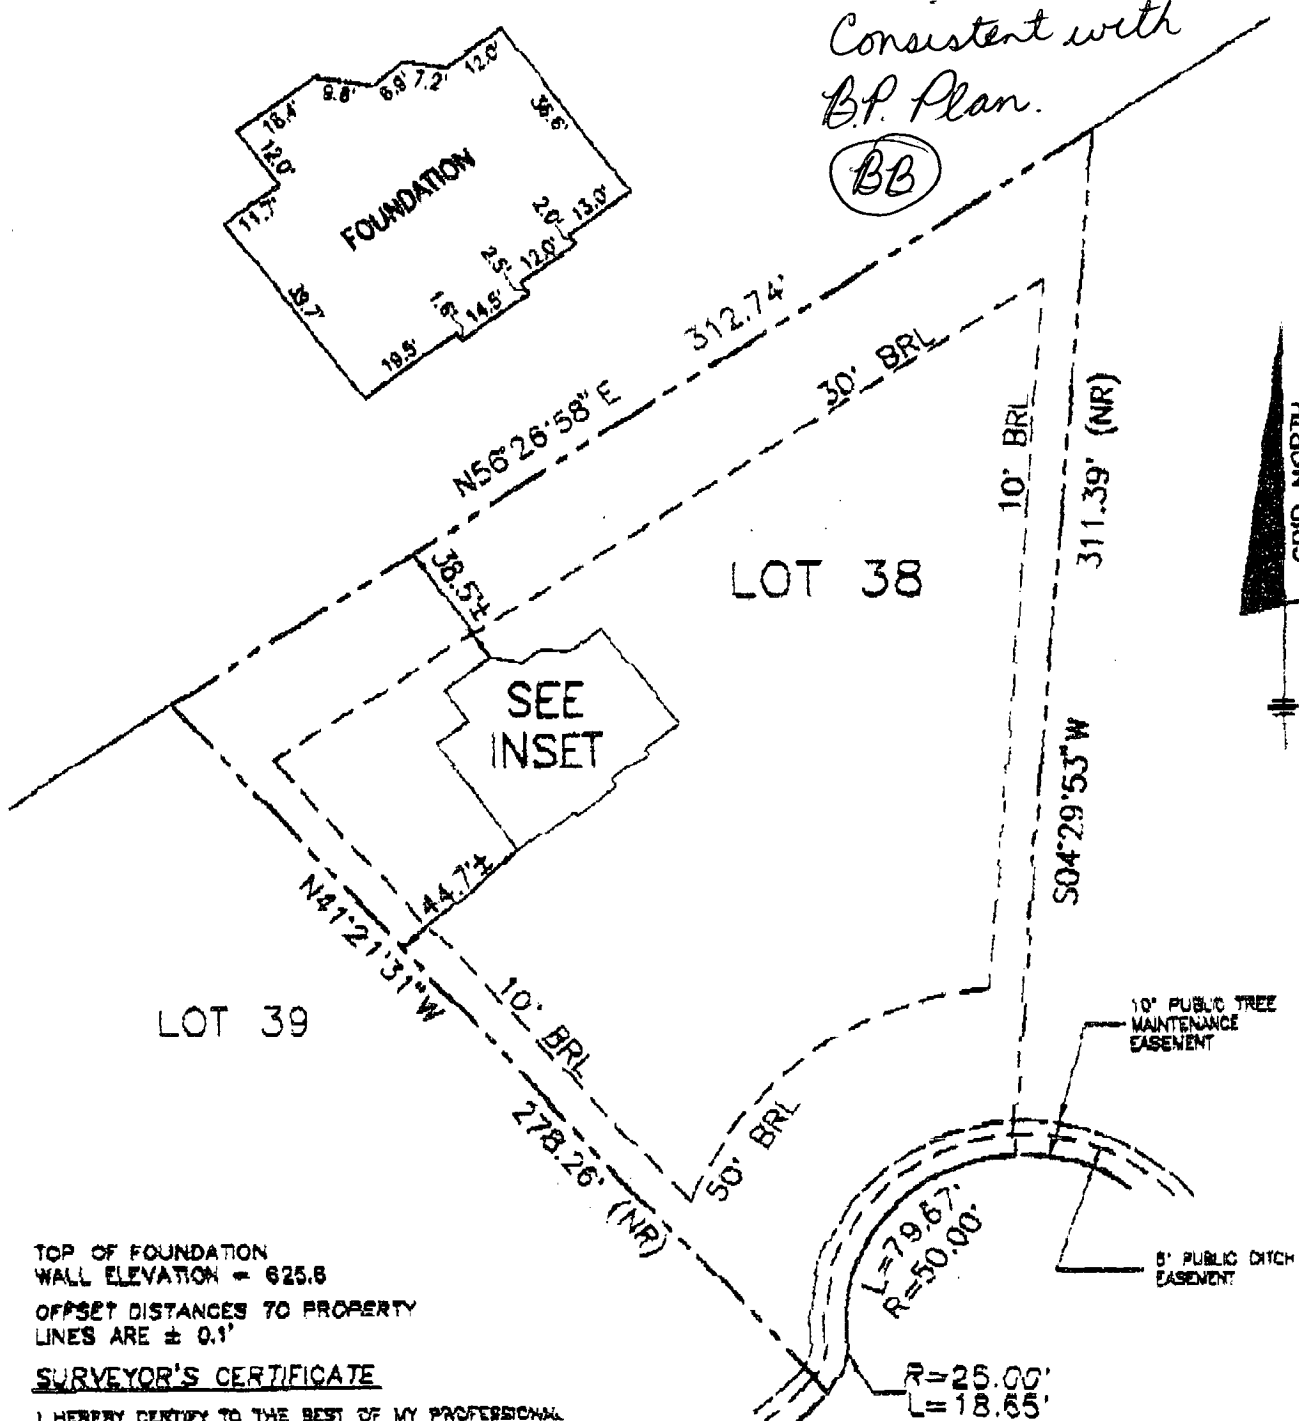 Consistent with
B.P. Plan.
BB
12.0'
7.2'
6.9'
9.8'
18.4'
12.0'
11.7'
36.6'
FOUNDATION
2.0'
13.0'
2.5'
12.0'
1.6'
14.5'
39.7'
19.5'
312.74'
N56°26'58"E
30' BRL
10' BRL
311.39' (NR)
38.5'±
LOT 38
SEE
INSET
S04°29'53"W
44.7'±
N41°21'31"W
LOT 39
10' BRL
278.26' (NR)
50' BRL
10' PUBLIC TREE
MAINTENANCE
EASEMENT
L=79.67'
R=50.00'
PUBLIC DITCH
EASEMENT
TOP OF FOUNDATION
WALL ELEVATION = 625.6
OFFSET DISTANCES TO PROPERTY
LINES ARE ± 0.1'
R=25.00'
L=18.65'
SURVEYOR'S CERTIFICATE
I HEREBY CERTIFY TO THE BEST OF MY PROFESSIONAL